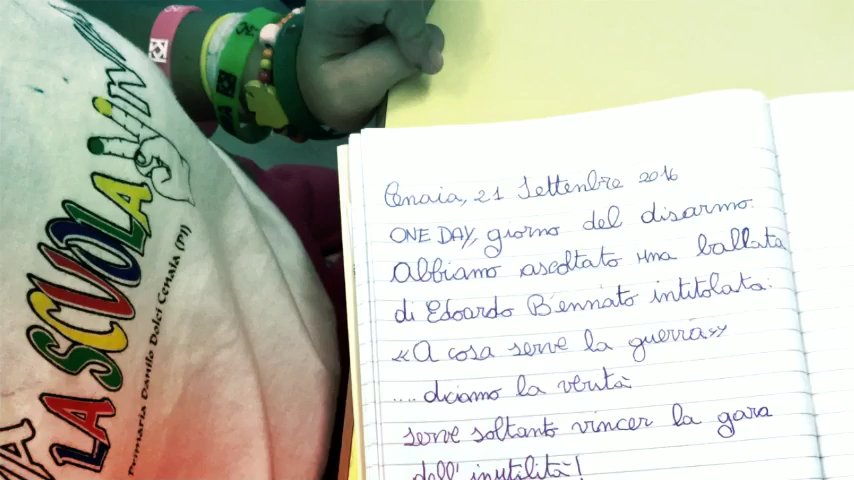 Cenaia, 21 Settembre 2016
ONE DAY, giorno del disarmo.
Abbiamo ascoltato una ballata
di Edoardo Bennato intitolata:
«A cosa serve la guerra»
.... diciamo la verità
serve soltanto vincer la gara
dell'inutilità!
LA SCUOLA
Primaria Danilo Dolci Cenaia (PI)
VA